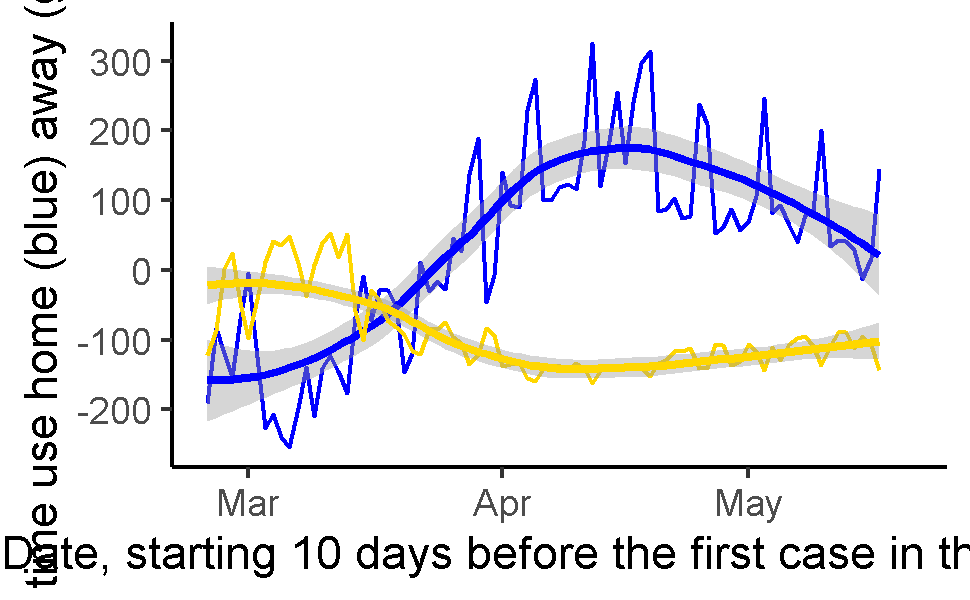 time use home (blue) away (
300
200
100
0
-100
-200
Mar Apr May
Date, starting 10 days before the first case in th